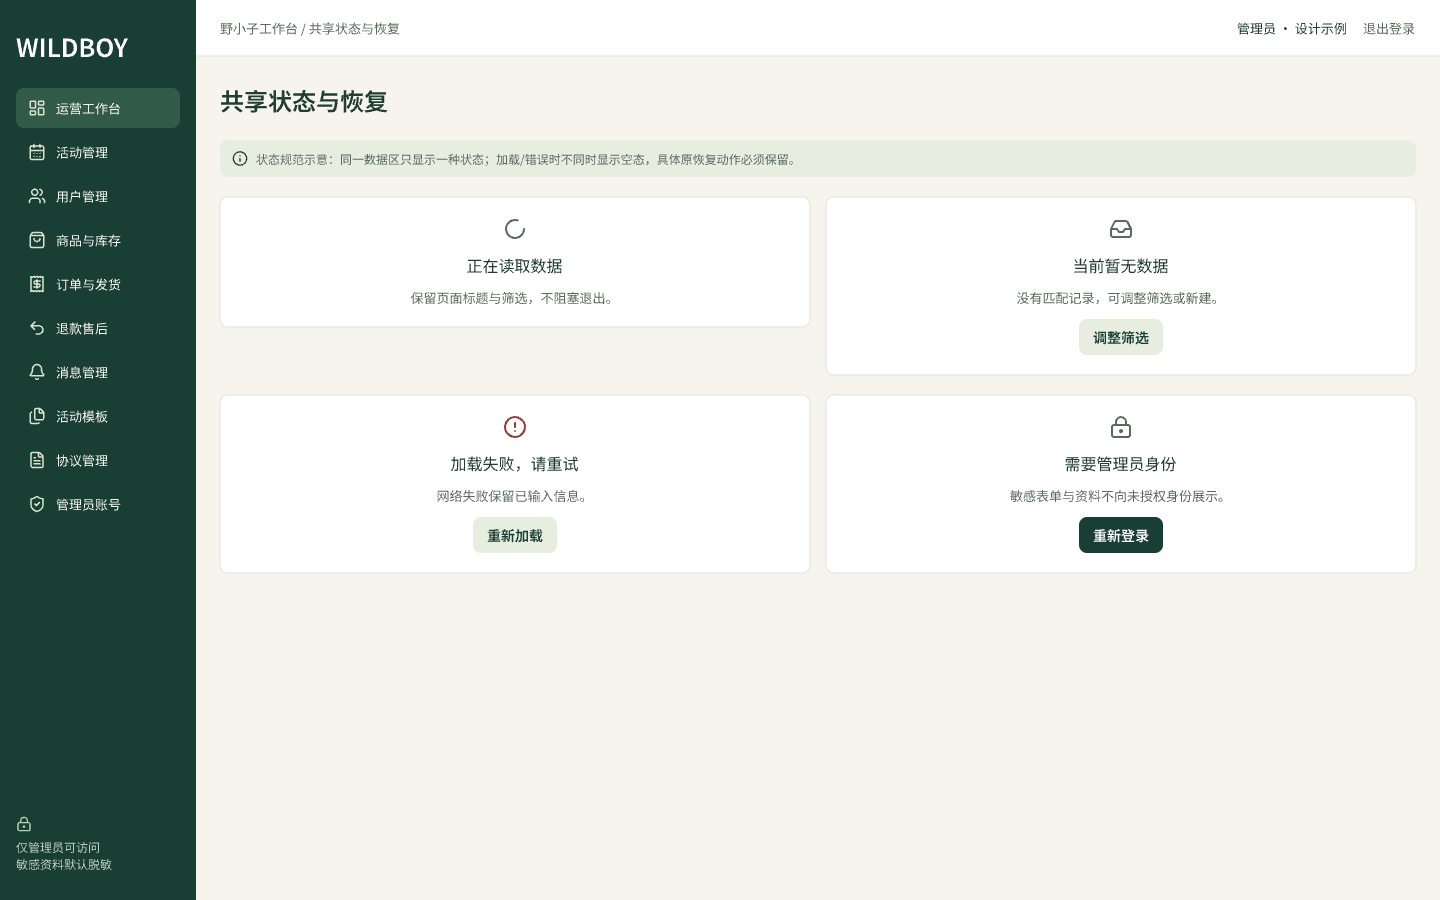 WILDBOY
运营工作台
活动管理
用户管理
商品与库存
订单与发货
退款售后
消息管理
活动模板
协议管理
管理员账号
仅管理员可访问
敏感资料默认脱敏
野小子工作台 / 共享状态与恢复
管理员 · 设计示例
退出登录
共享状态与恢复
状态规范示意：同一数据区只显示一种状态；加载/错误时不同时显示空态，具体原恢复动作必须保留。
正在读取数据
保留页面标题与筛选，不阻塞退出。
当前暂无数据
没有匹配记录，可调整筛选或新建。
调整筛选
加载失败，请重试
网络失败保留已输入信息。
重新加载
需要管理员身份
敏感表单与资料不向未授权身份展示。
重新登录